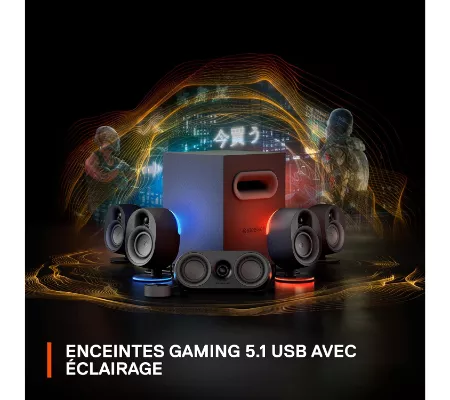 今買う
ENCEINTES GAMING 5.1 USB AVEC
ÉCLAIRAGE